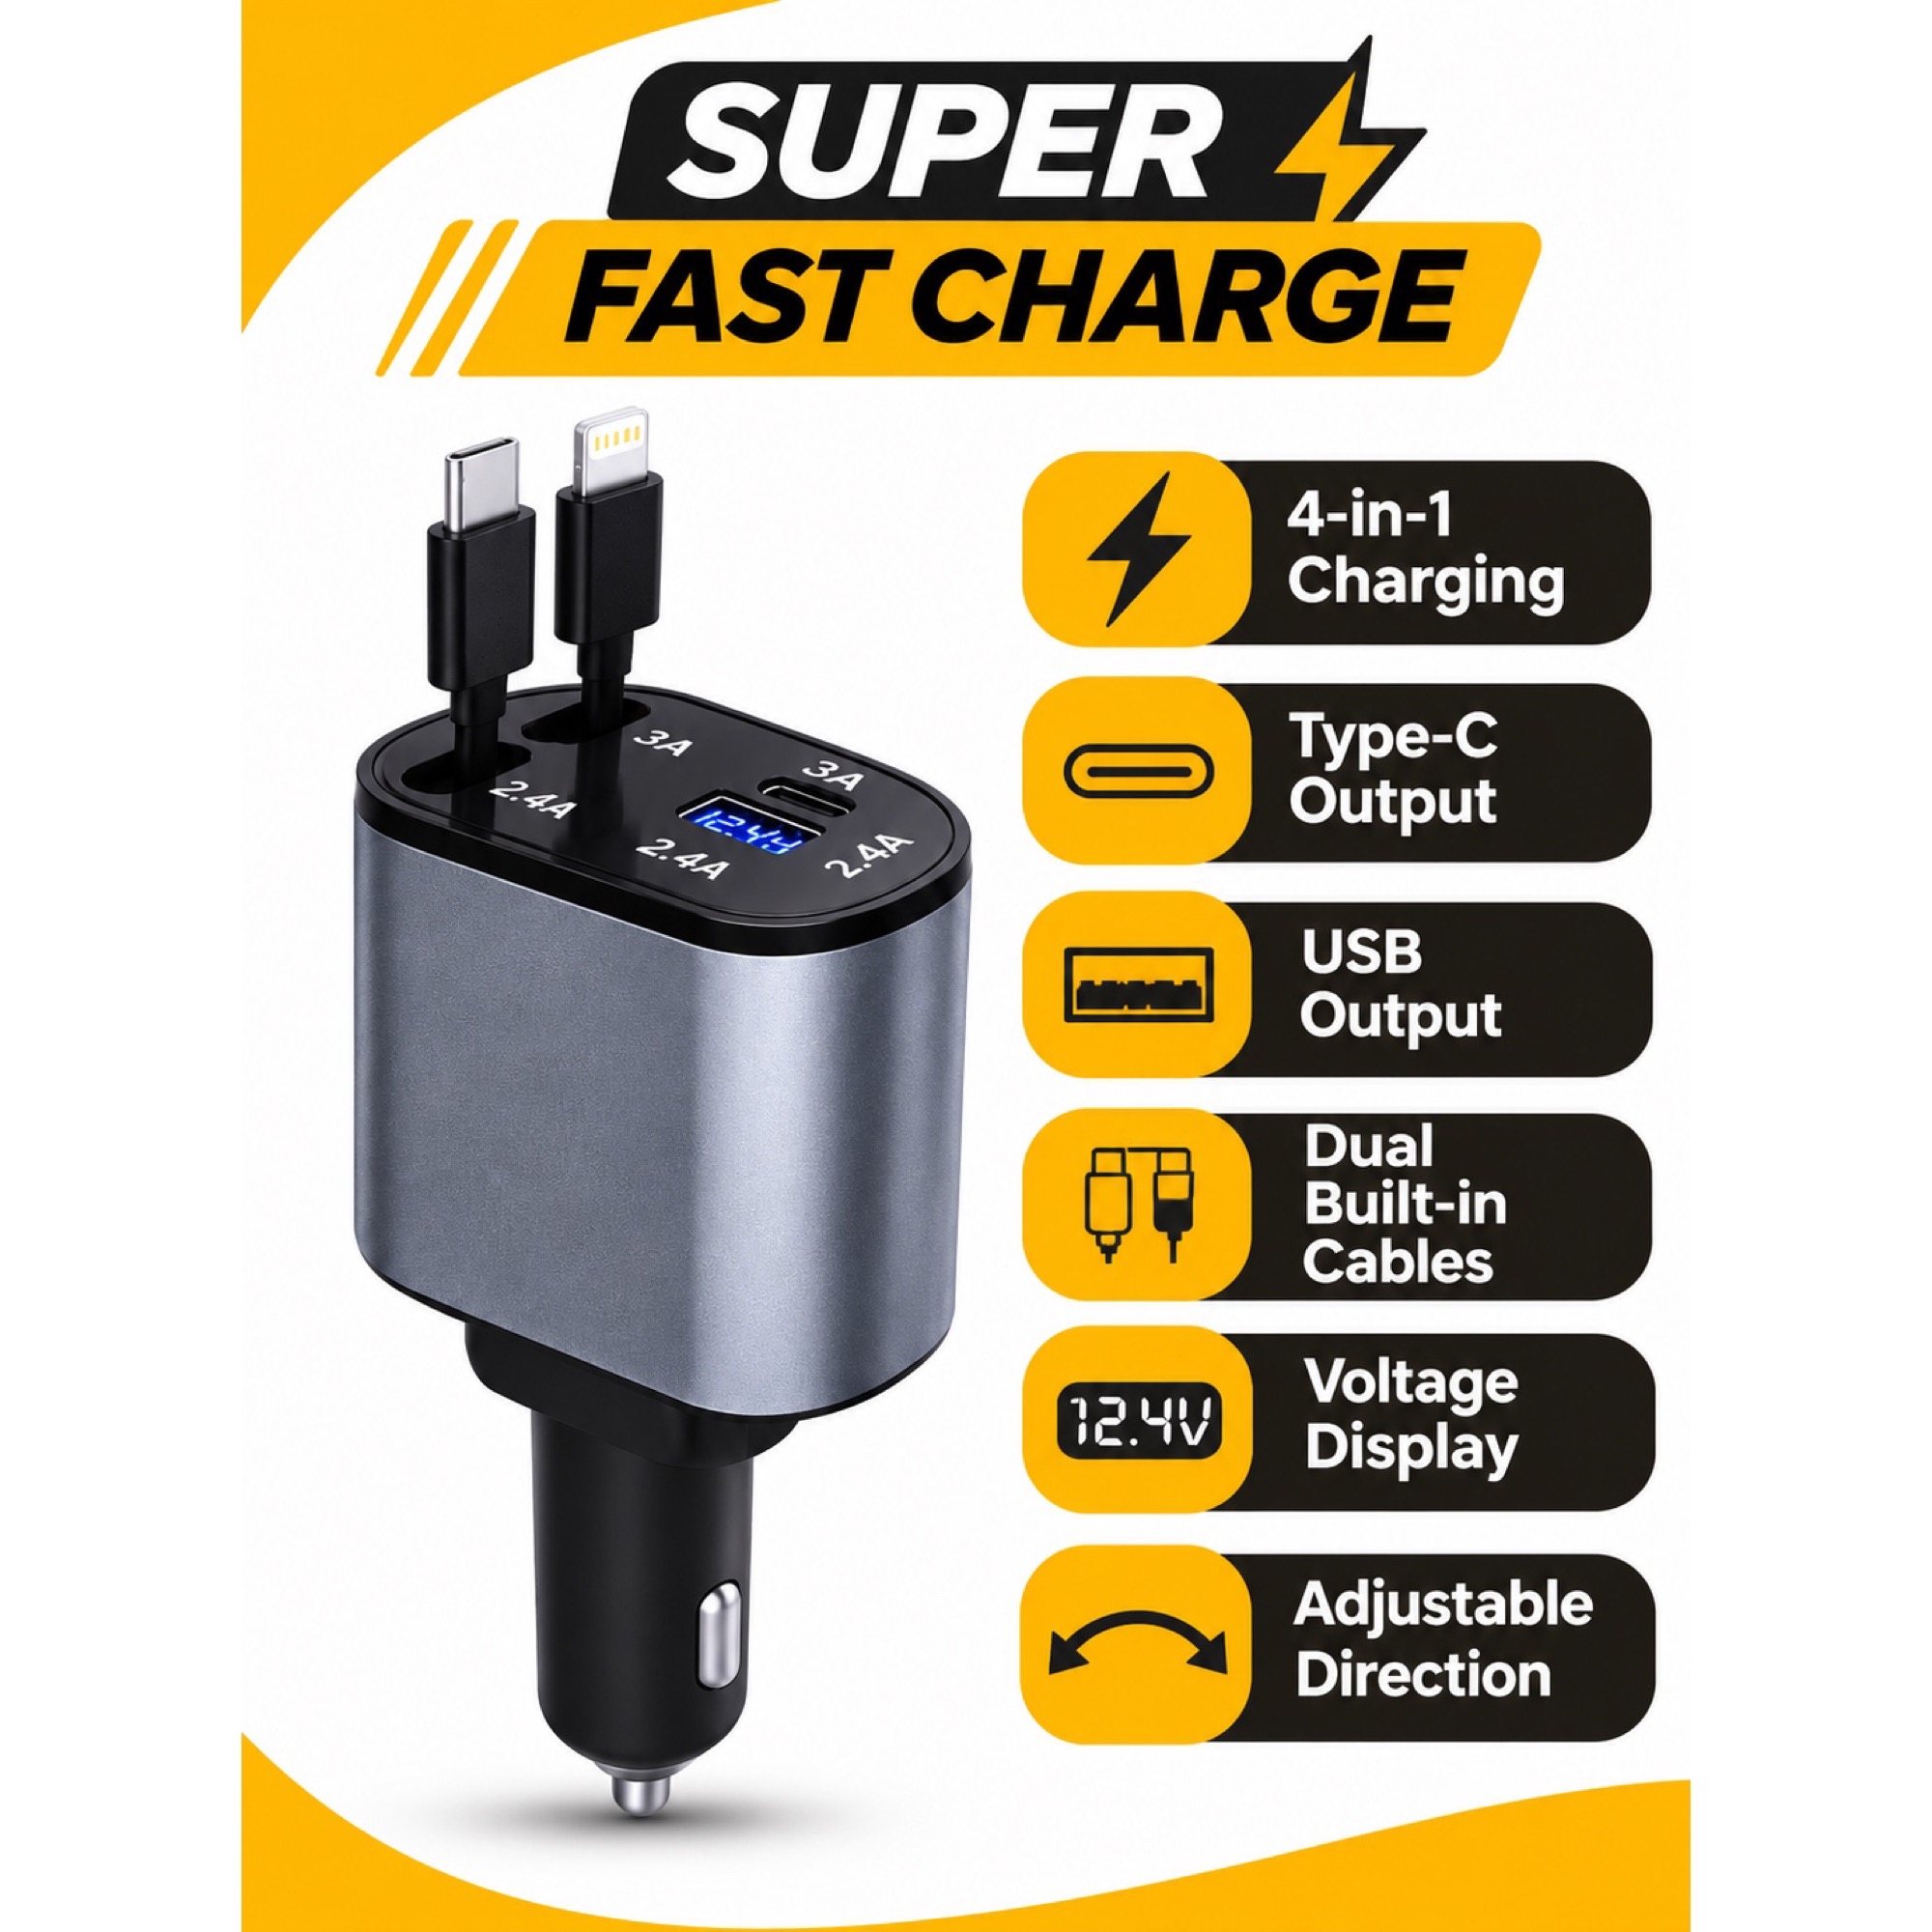 SUPER
FAST CHARGE
4-in-1
Charging
Type-C
Output
USB
Output
Dual
Built-in
Cables
12.4V
Voltage
Display
Adjustable
Direction
3A
3A
2.4A
2.4A
2.4A